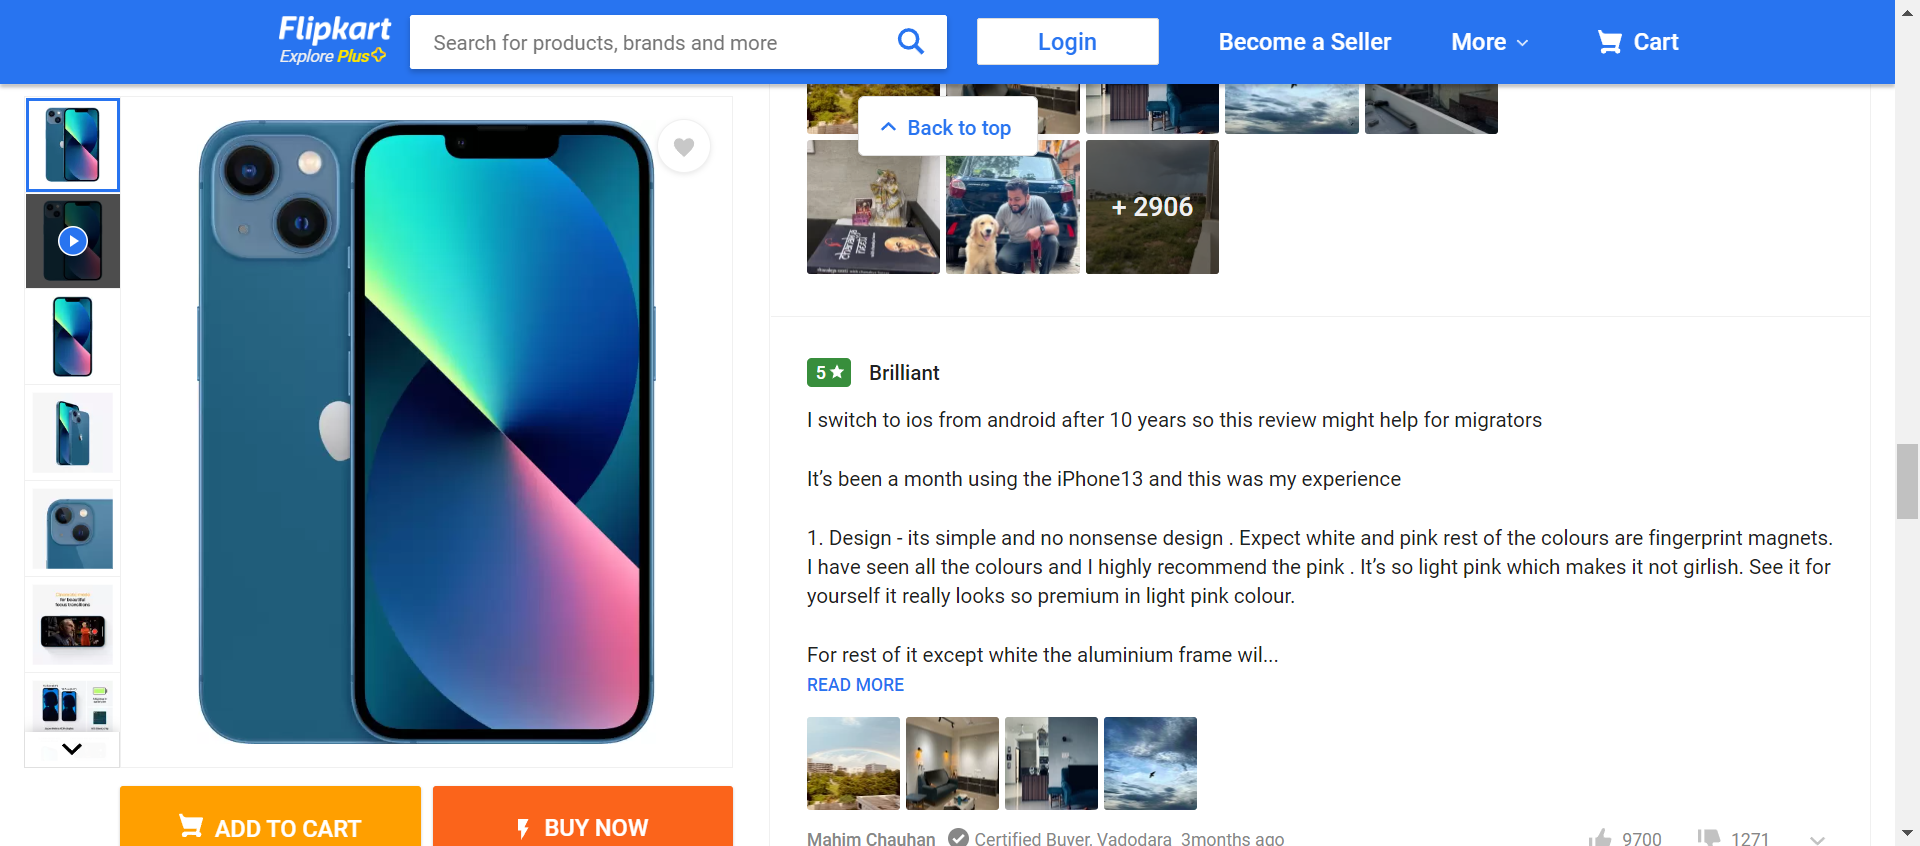 Flipkart
Explore Plus
Search for products, brands and more
Login
Become a Seller
More
Cart
Back to top
+ 2906
5
Brilliant
I switch to ios from android after 10 years so this review might help for migrators
It’s been a month using the iPhone13 and this was my experience
1. Design - its simple and no nonsense design . Expect white and pink rest of the colours are fingerprint magnets.
I have seen all the colours and I highly recommend the pink . It’s so light pink which makes it not girlish. See it for
yourself it really looks so premium in light pink colour.
For rest of it except white the aluminium frame wil...
READ MORE
Mahim Chauhan
Certified Buyer, Vadodara 3months ago
9700
1271
ADD TO CART
BUY NOW